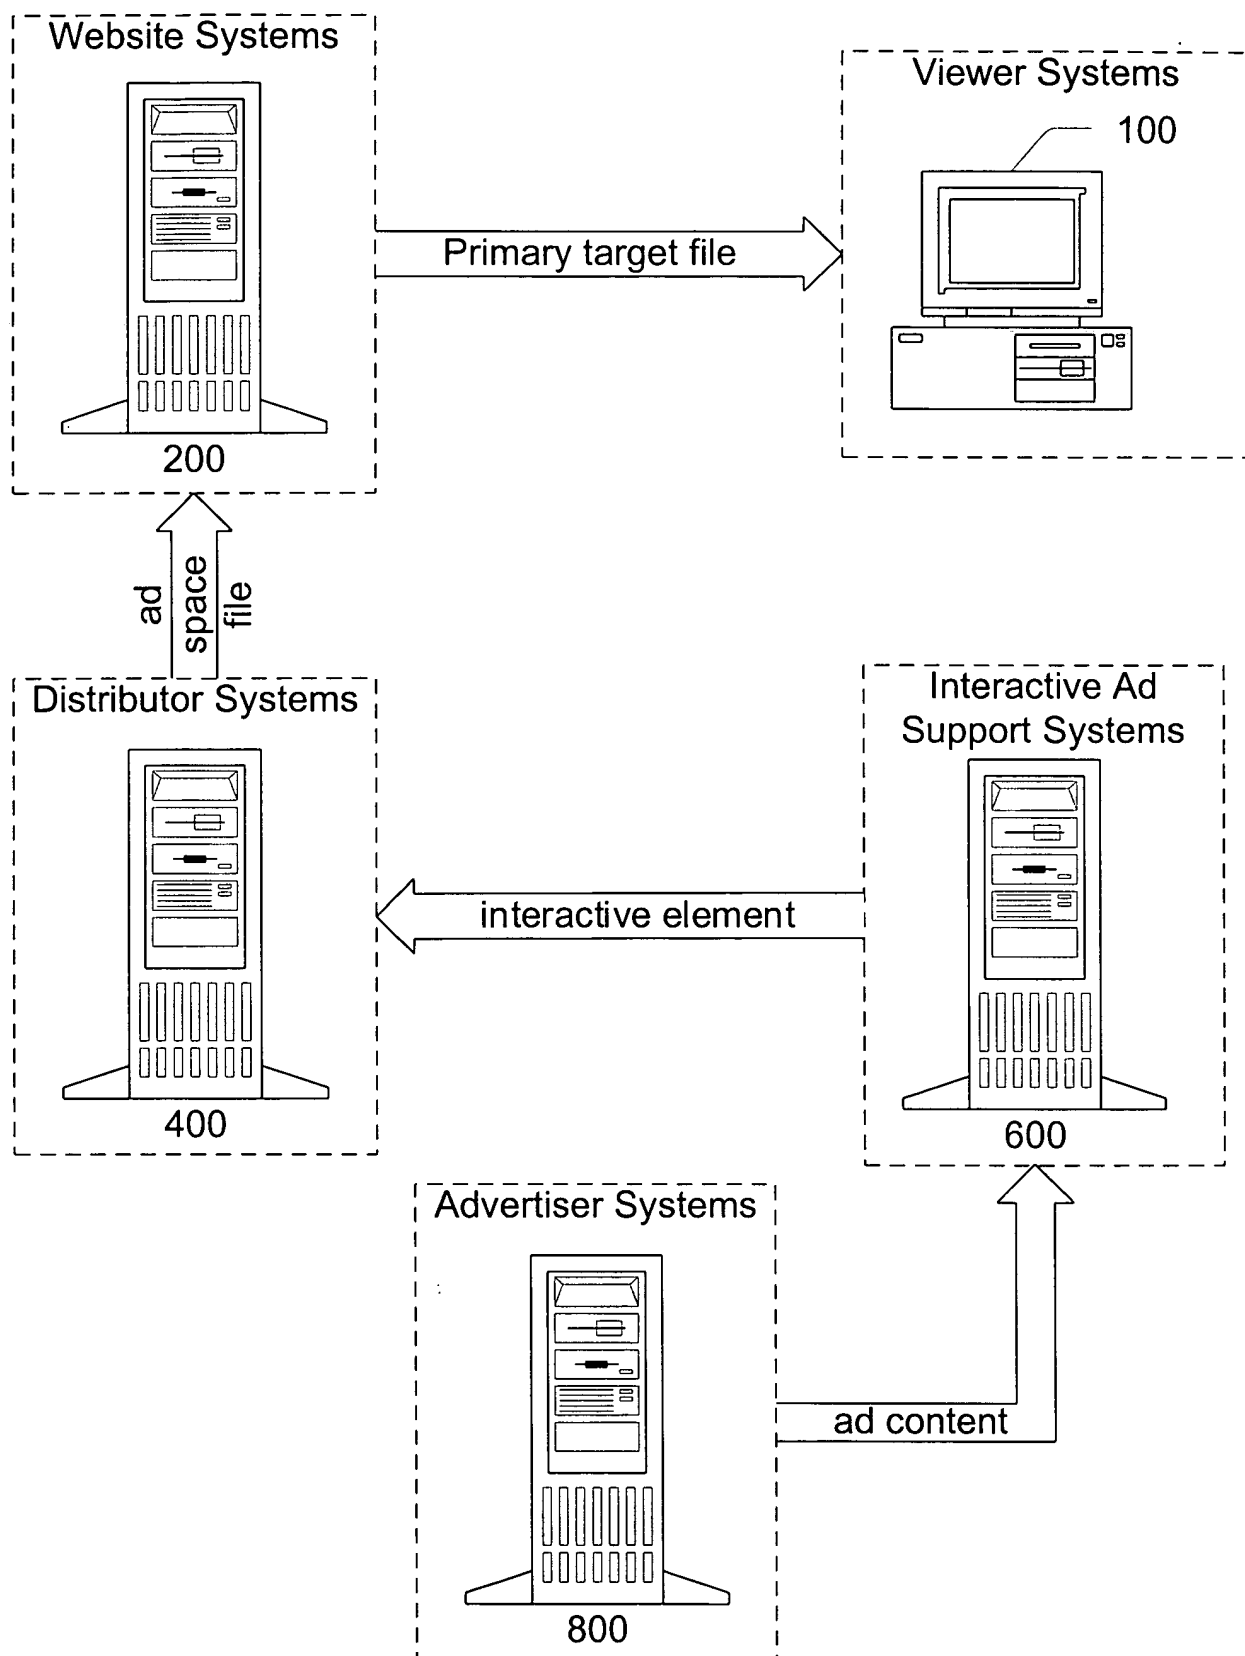 Website Systems
200
Viewer Systems
100
Primary target file
ad
space
file
Distributor Systems
400
Interactive Ad
Support Systems
600
interactive element
Advertiser Systems
800
ad content